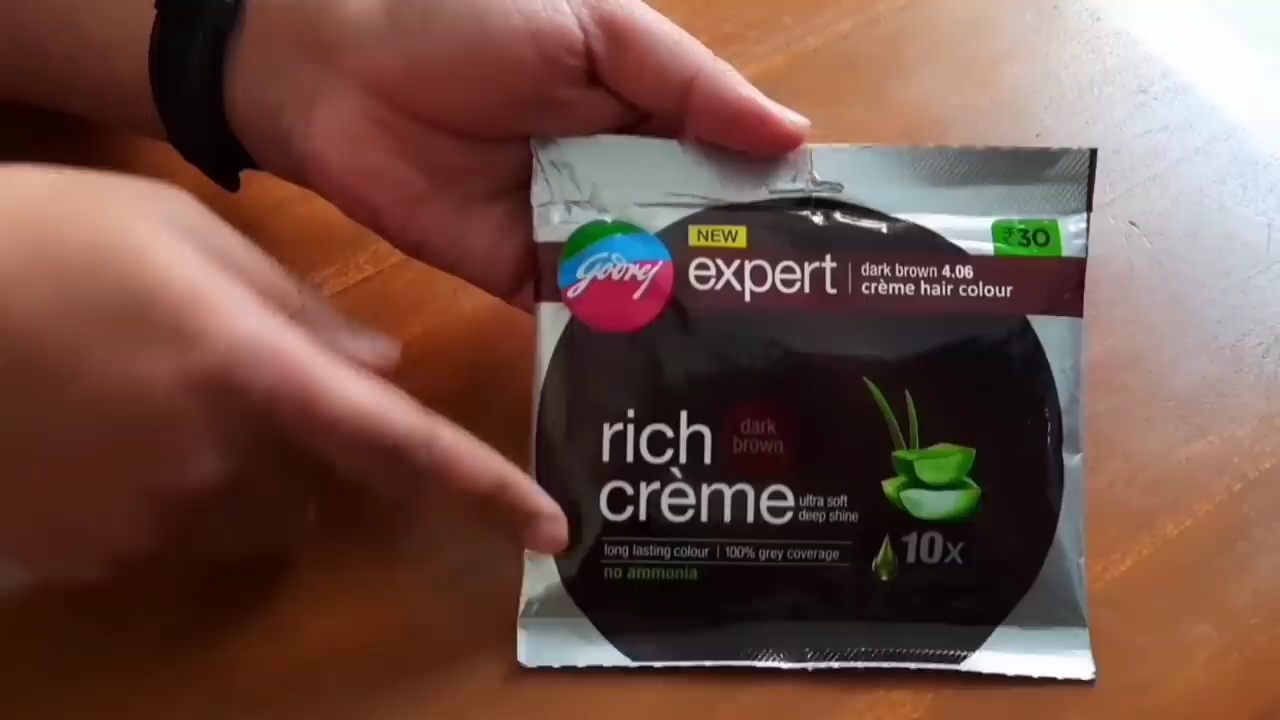 NEW
₹30
Godrej
expert
dark brown 4.06
crème hair colour
rich
dark
brown
crème
ultra soft
deep shine
long lasting colour | 100% grey coverage
no ammonia
10x